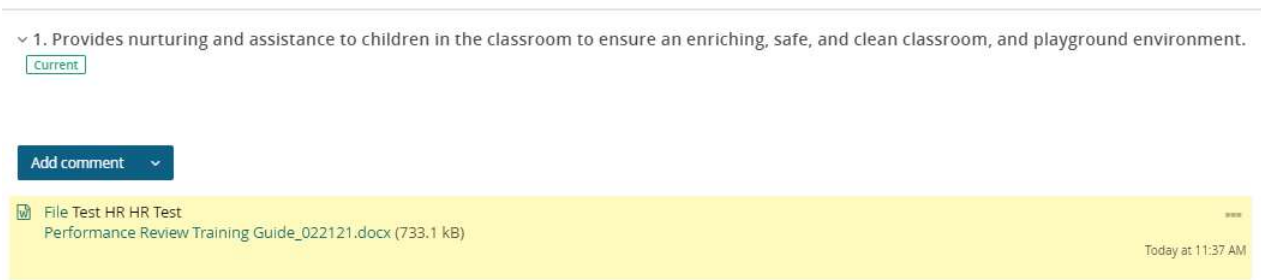 1. Provides nurturing and assistance to children in the classroom to ensure an enriching, safe, and clean classroom, and playground environment.
Current
Add comment
File Test HR HR Test
Performance Review Training Guide_022121.docx (733.1 kB)
Today at 11:37 AM